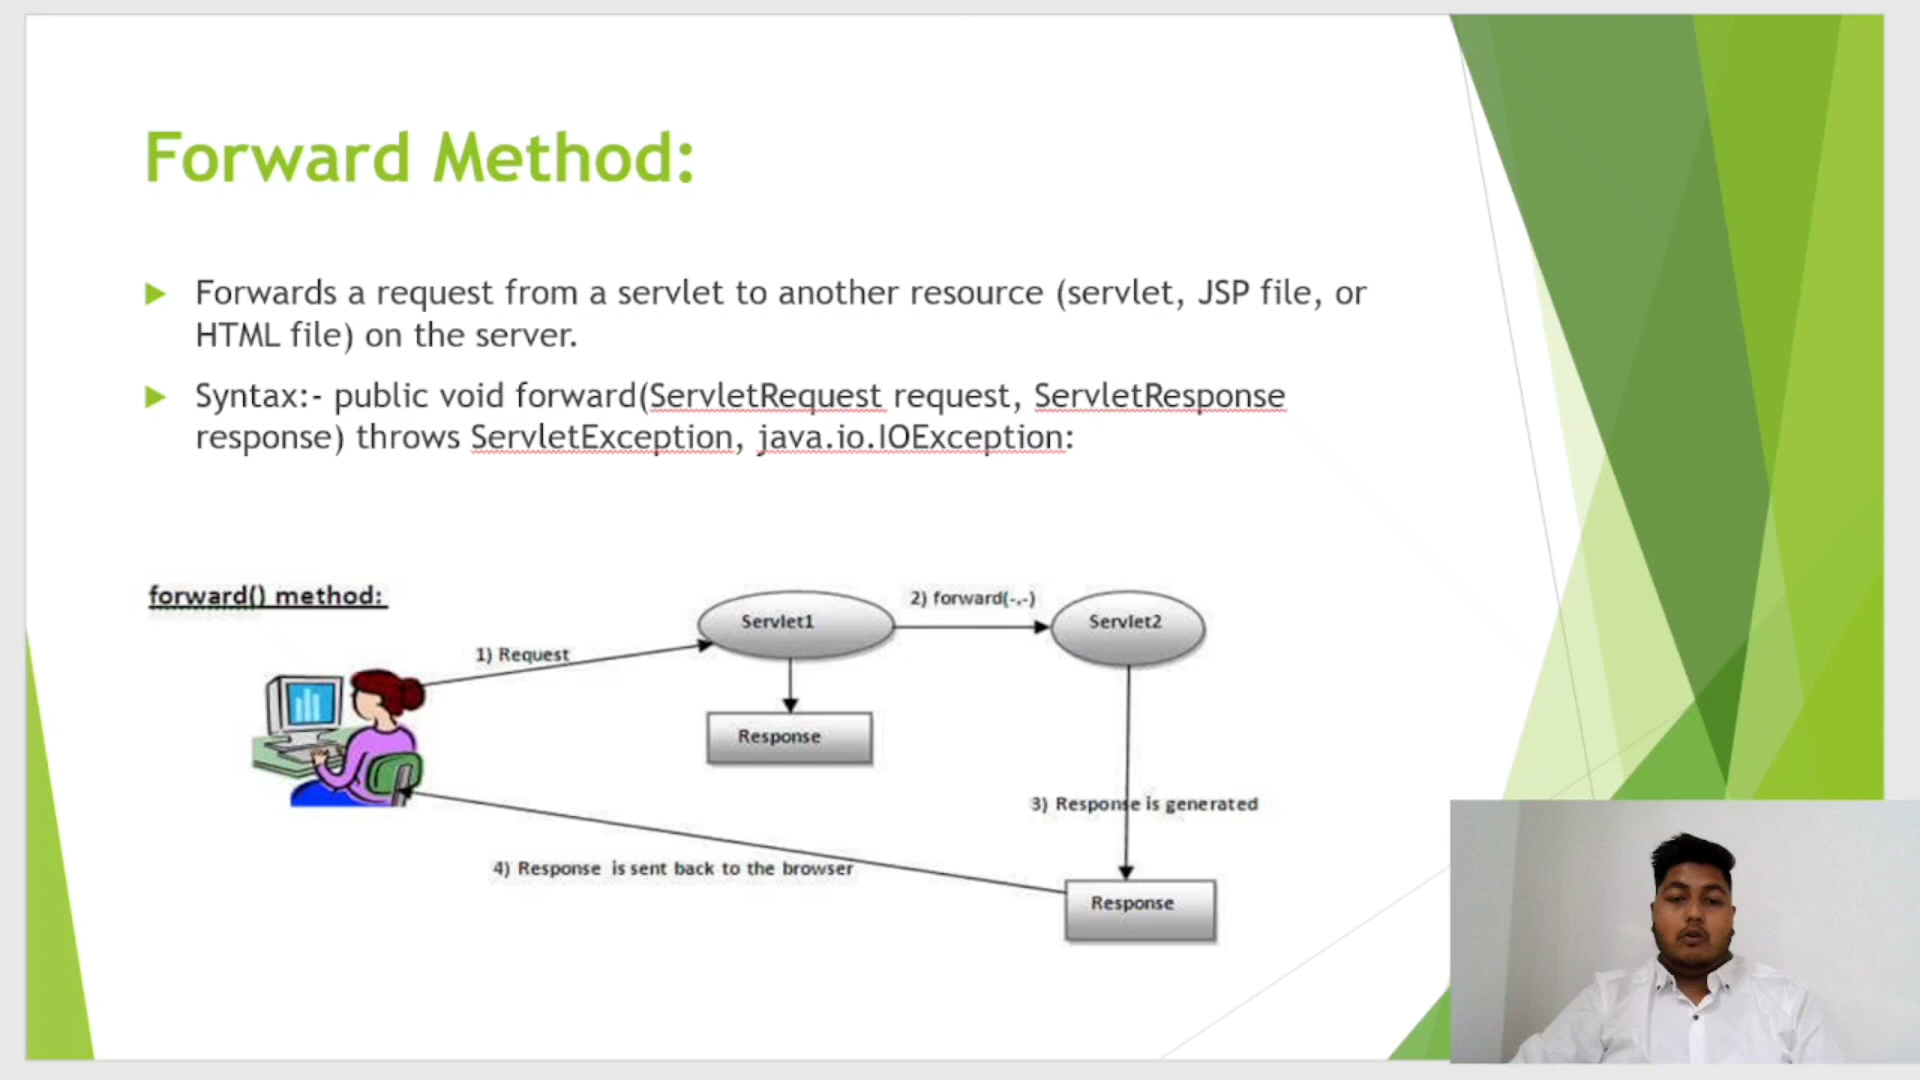 Forward Method:
Forwards a request from a servlet to another resource (servlet, JSP file, or
HTML file) on the server.
Syntax:- public void forward(ServletRequest request, ServletResponse
response) throws ServletException, java.io.IOException:
forward() method:
1) Request
Servlet1
2) forward(-,-)
Servlet2
Response
3) Response is generated
4) Response is sent back to the browser
Response